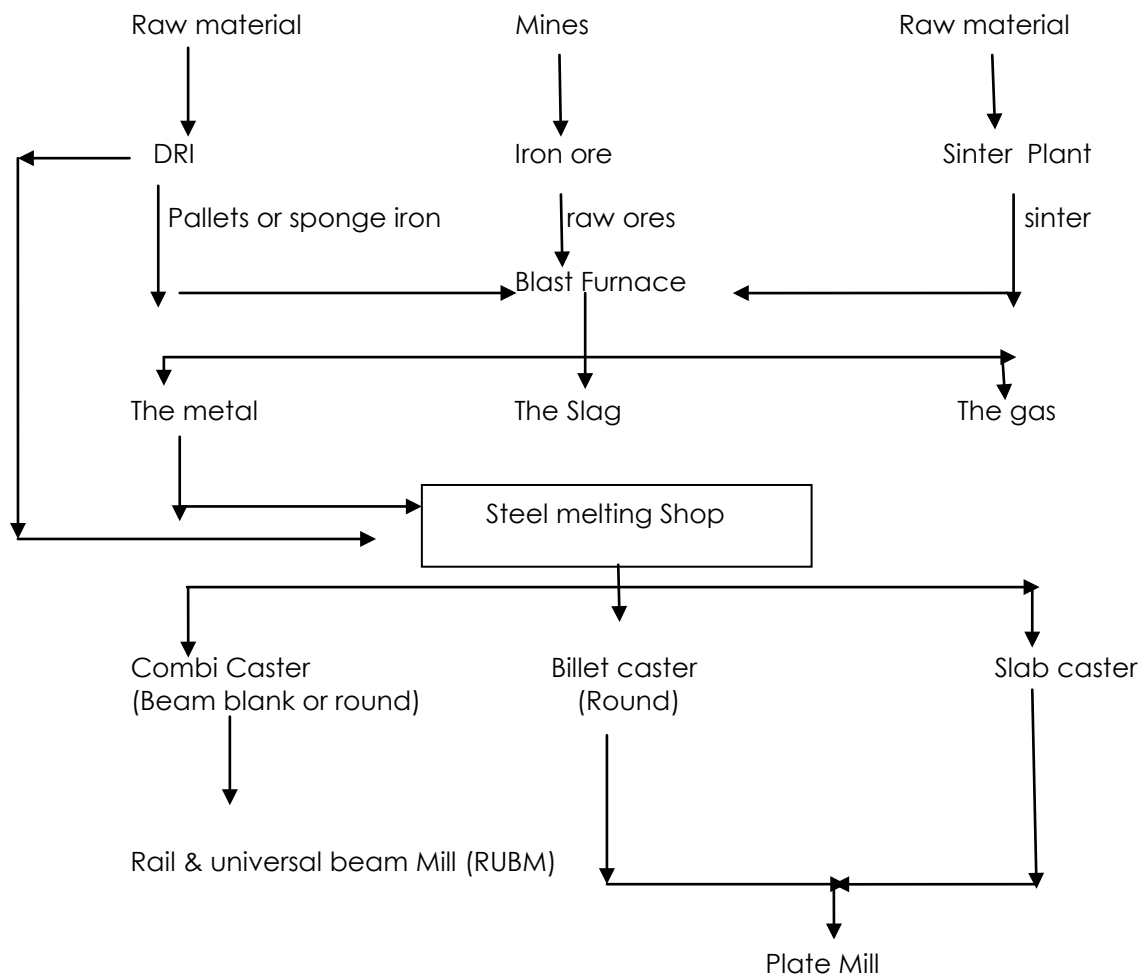 Raw material
Mines
Raw material
DRI
Iron ore
Sinter Plant
Pallets or sponge iron
raw ores
sinter
Blast Furnace
The metal
The Slag
The gas
Steel melting Shop
Combi Caster
(Beam blank or round)
Billet caster
(Round)
Slab caster
Rail & universal beam Mill (RUBM)
Plate Mill